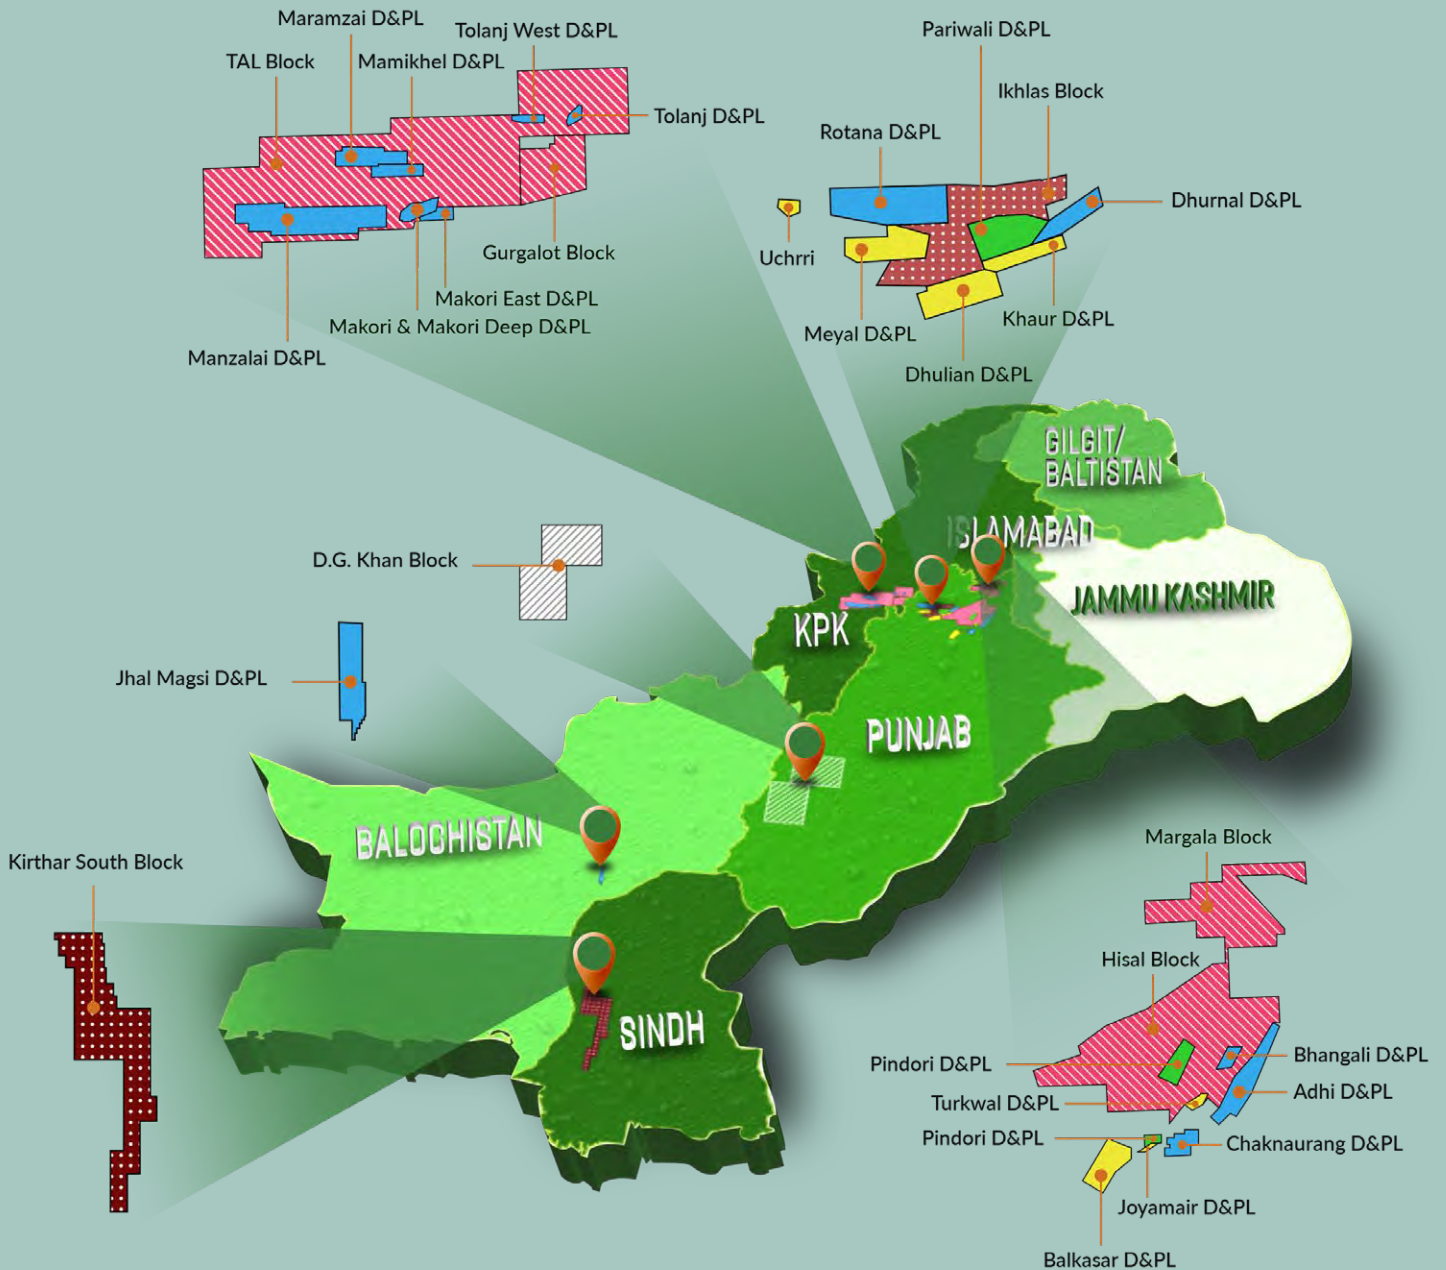 Maramzai D&PL
Tolanj West D&PL
TAL Block
Mamikhel D&PL
Tolanj D&PL
Gurgalot Block
Makori East D&PL
Makori & Makori Deep D&PL
Manzalai D&PL
Pariwali D&PL
Ikhlas Block
Rotana D&PL
Dhurnal D&PL
Uchrri
Meyal D&PL
Khaur D&PL
Dhulian D&PL
GILGIT/
BALTISTAN
ISLAMABAD
JAMMU KASHMIR
KPK
PUNJAB
BALOCHISTAN
SINDH
D.G. Khan Block
Jhal Magsi D&PL
Kirthar South Block
Margala Block
Hisal Block
Pindori D&PL
Bhangali D&PL
Adhi D&PL
Turkwal D&PL
Pindori D&PL
Chaknaurang D&PL
Joyamair D&PL
Balkasar D&PL